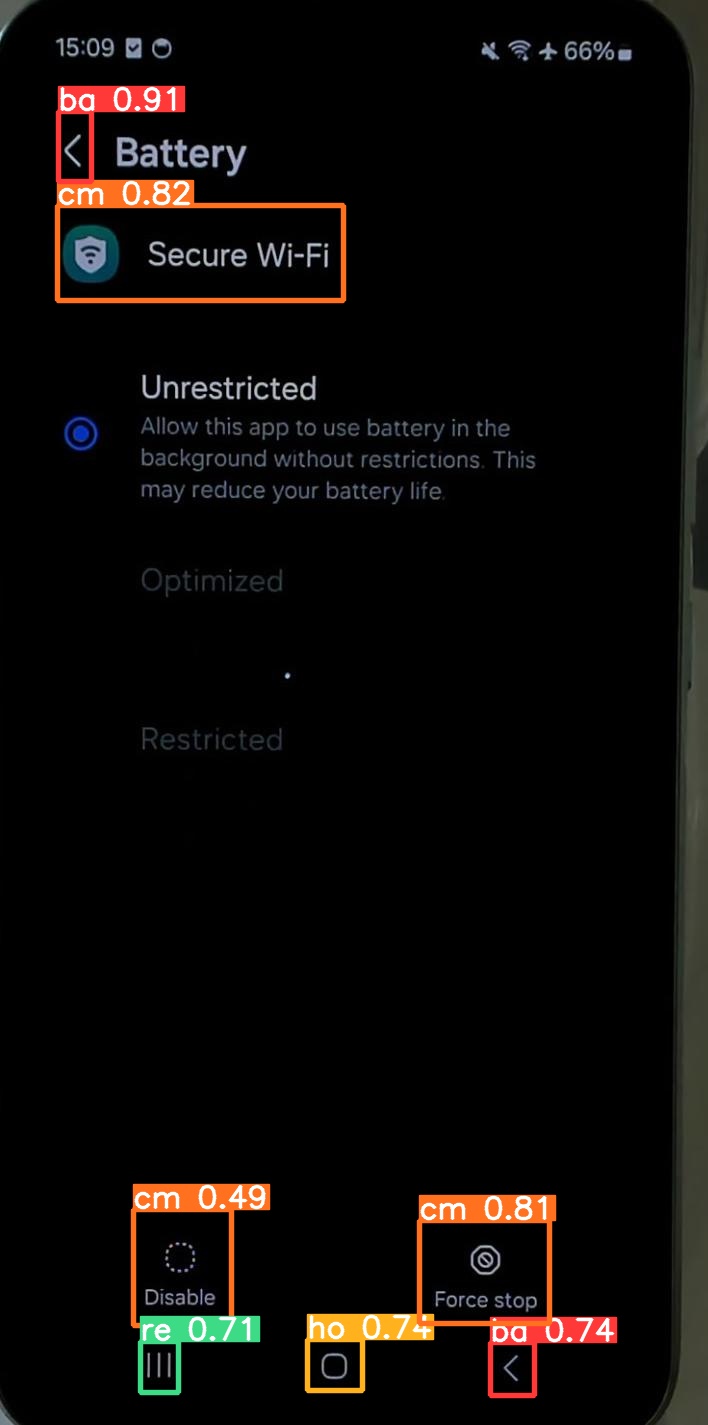 15:09 66%
ba 0.91
Battery
cm 0.82
Secure Wi-Fi
Unrestricted
Allow this app to use battery in the
background without restrictions. This
may reduce your battery life.
Optimized
Restricted
cm 0.49 cm 0.81
Disable Force stop
re 0.71 ho 0.74 ba 0.74